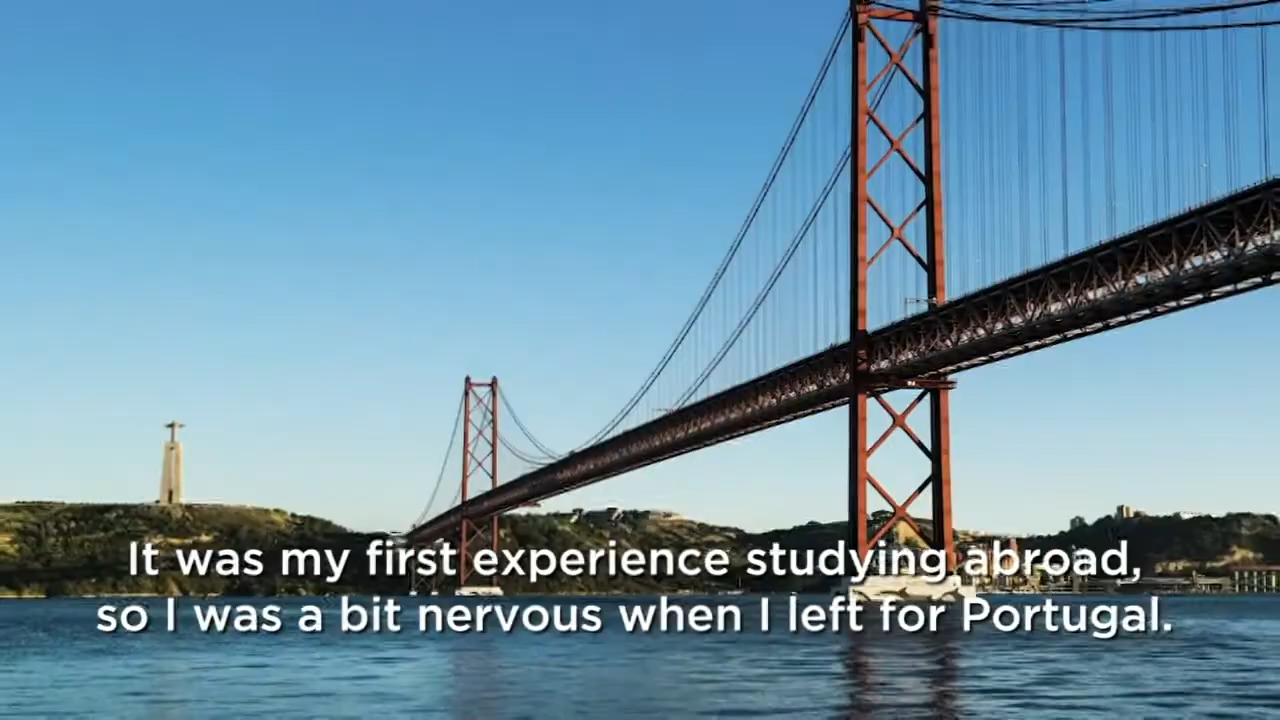 It was my first experience studying abroad,
so I was a bit nervous when I left for Portugal.